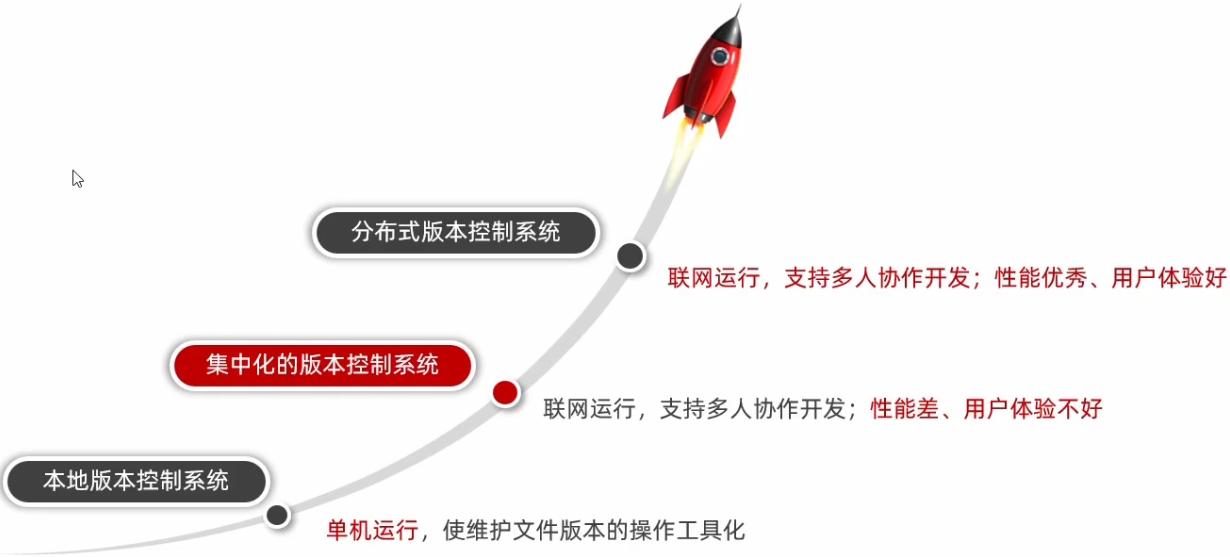 分布式版本控制系统
联网运行，支持多人协作开发；性能优秀、用户体验好
集中化的版本控制系统
联网运行，支持多人协作开发；性能差、用户体验不好
本地版本控制系统
单机运行，使维护文件版本的操作工具化